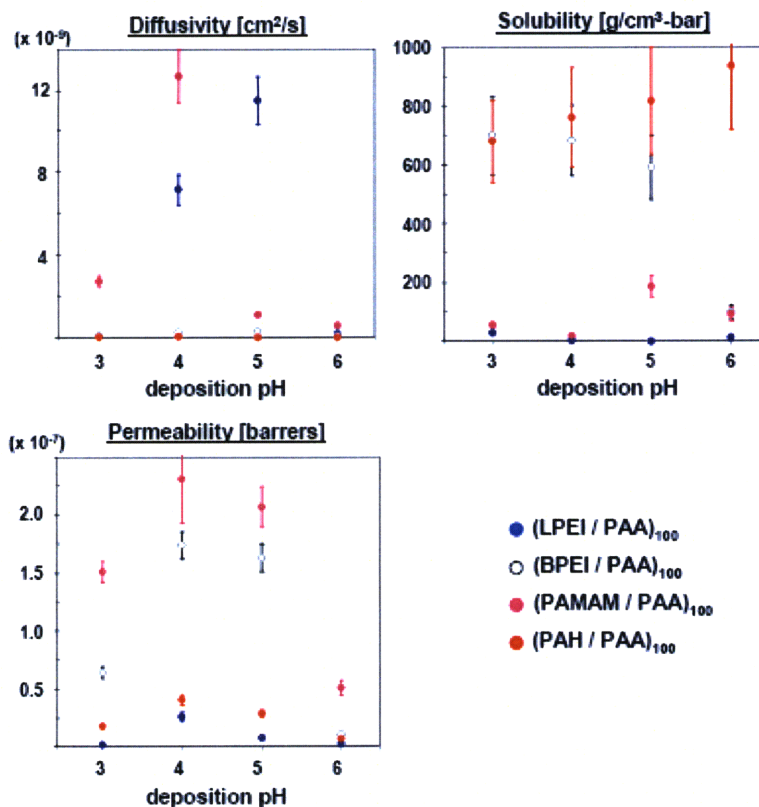 Diffusivity [cm²/s]
(x 10⁻⁹)
12
8
4
3 4 5 6
deposition pH
Solubility [g/cm³-bar]
1000
800
600
400
200
3 4 5 6
deposition pH
Permeability [barrers]
(x 10⁻⁷)
2.0
1.5
1.0
0.5
3 4 5 6
deposition pH
(LPEI / PAA)₁₀₀
(BPEI / PAA)₁₀₀
(PAMAM / PAA)₁₀₀
(PAH / PAA)₁₀₀